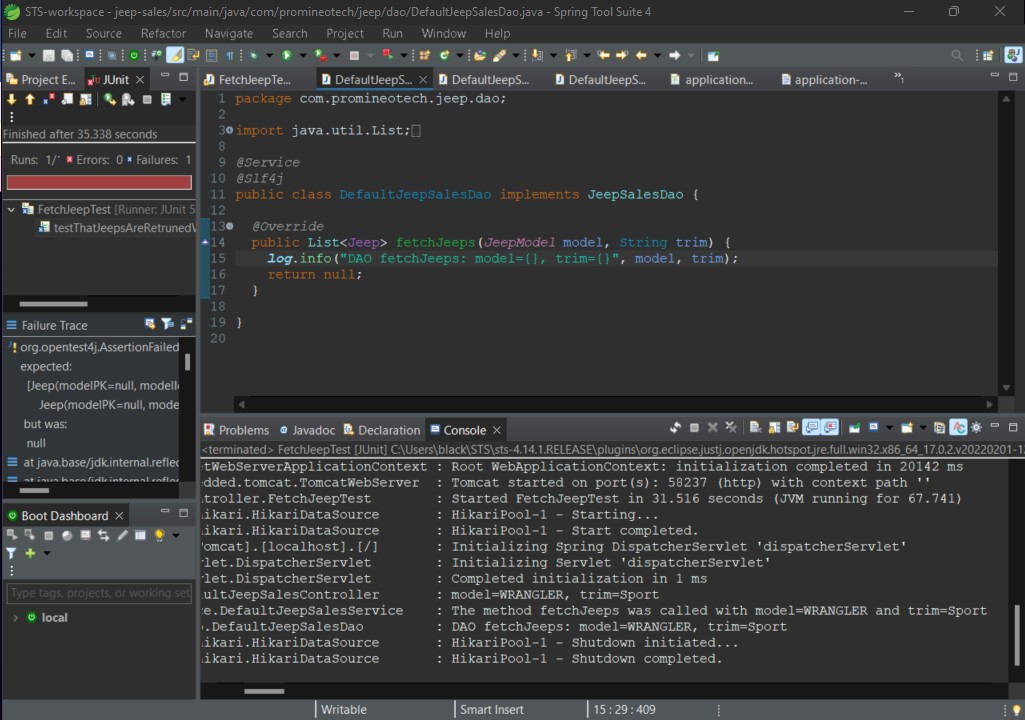 STS-workspace - jeep-sales/src/main/java/com/promineotech/jeep/dao/DefaultJeepSalesDao.java - Spring Tool Suite 4
File Edit Source Refactor Navigate Search Project Run Window Help
Project E... JUnit
Finished after 35.338 seconds
Runs: 1/ Errors: 0 Failures: 1
FetchJeepTest [Runner: JUnit 5
testThatJeepsAreRetrunedV
Failure Trace
org.opentest4j.AssertionFailed
expected:
[Jeep(modelPK=null, modelI
Jeep(modelPK=null, mode
but was:
null
at java.base/jdk.internal.reflec
at java.base/jdk.internal.reflec
Boot Dashboard
Type tags, projects, or working set
local
FetchJeepTe... DefaultJeepS... DefaultJeepS... DefaultJeepS... application... application-... »1
1 package com.promineotech.jeep.dao;
2
3 import java.util.List;
8
9 @Service
10 @Slf4j
11 public class DefaultJeepSalesDao implements JeepSalesDao {
12
13 @Override
14 public List<Jeep> fetchJeeps(JeepModel model, String trim) {
15 log.info("DAO fetchJeeps: model={}, trim={}", model, trim);
16 return null;
17 }
18
19 }
20
Problems Javadoc Declaration Console
<terminated> FetchJeepTest [JUnit] C:\Users\black\STS\sts-4.14.1.RELEASE\plugins\org.eclipse.justj.openjdk.hotspot.jre.full.win32.x86_64_17.0.2.v20220201-1
tWebServerApplicationContext : Root WebApplicationContext: initialization completed in 20142 ms
dded.tomcat.TomcatWebServer : Tomcat started on port(s): 58237 (http) with context path ''
troller.FetchJeepTest : Started FetchJeepTest in 31.516 seconds (JVM running for 67.741)
ikari.HikariDataSource : HikariPool-1 - Starting...
ikari.HikariDataSource : HikariPool-1 - Start completed.
Tomcat].[localhost].[/] : Initializing Spring DispatcherServlet 'dispatcherServlet'
let.DispatcherServlet : Initializing Servlet 'dispatcherServlet'
let.DispatcherServlet : Completed initialization in 1 ms
ultJeepSalesController : model=WRANGLER, trim=Sport
e.DefaultJeepSalesService : The method fetchJeeps was called with model=WRANGLER and trim=Sport
.DefaultJeepSalesDao : DAO fetchJeeps: model=WRANGLER, trim=Sport
ikari.HikariDataSource : HikariPool-1 - Shutdown initiated...
ikari.HikariDataSource : HikariPool-1 - Shutdown completed.
Writable Smart Insert 15 : 29 : 409